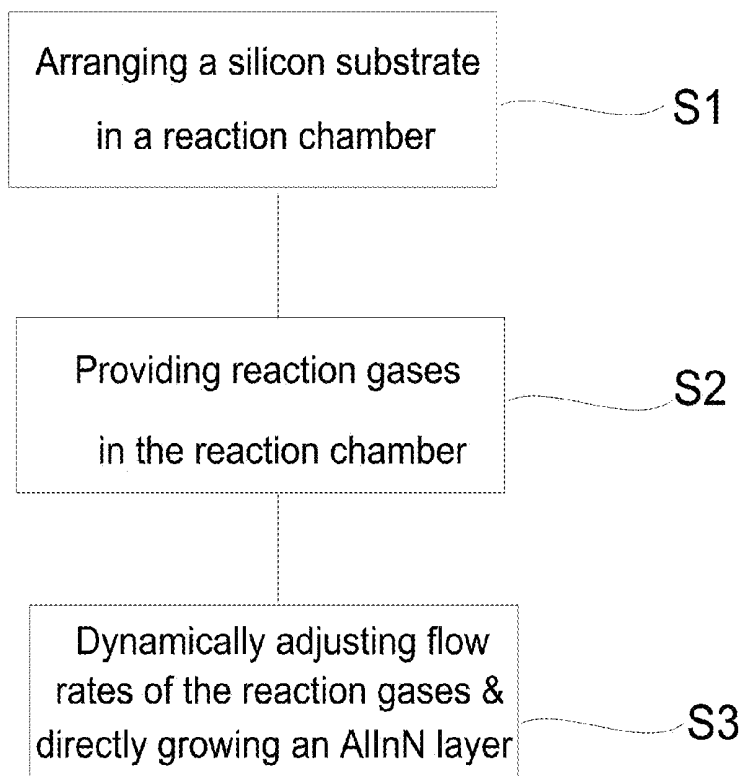 Arranging a silicon substrate
in a reaction chamber
S1
Providing reaction gases
in the reaction chamber
S2
Dynamically adjusting flow
rates of the reaction gases &
directly growing an AlInN layer
S3